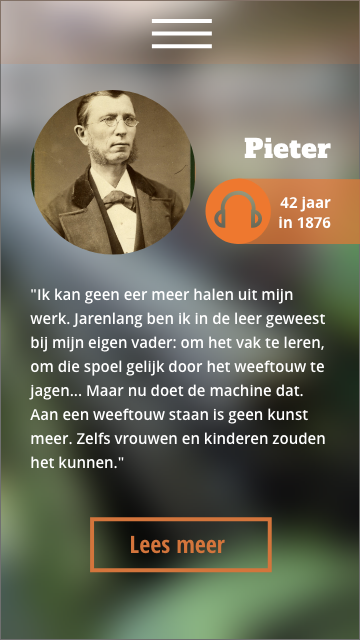 Pieter
42 jaar
in 1876
"Ik kan geen eer meer halen uit mijn
werk. Jarenlang ben ik in de leer geweest
bij mijn eigen vader: om het vak te leren,
om die spoel gelijk door het weeftouw te
jagen... Maar nu doet de machine dat.
Aan een weeftouw staan is geen kunst
meer. Zelfs vrouwen en kinderen zouden
het kunnen."
Lees meer